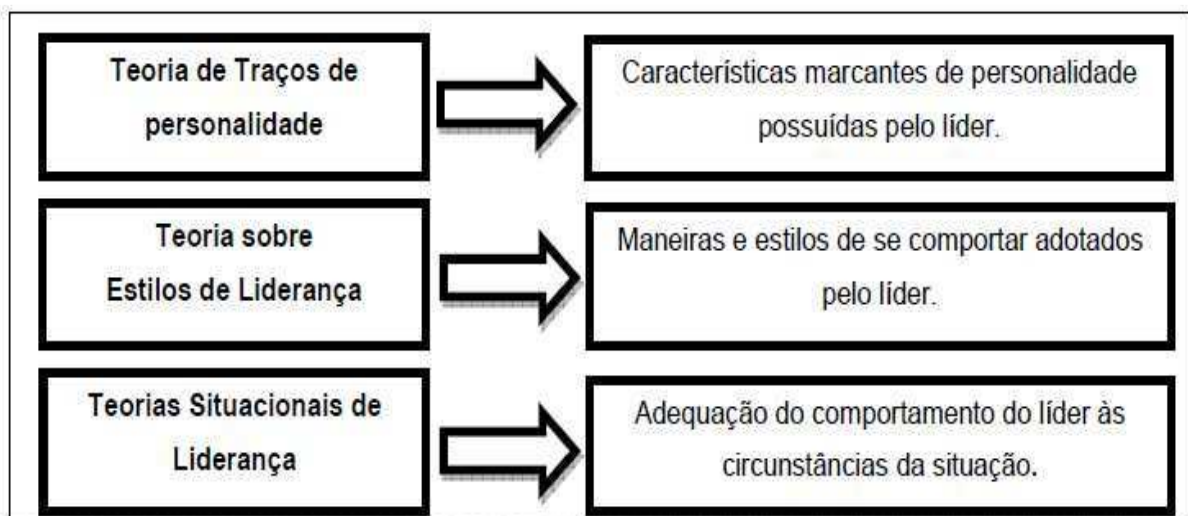 Teoria de Traços de
personalidade
Características marcantes de personalidade
possuídas pelo líder.
Teoria sobre
Estilos de Liderança
Maneiras e estilos de se comportar adotados
pelo líder.
Teorias Situacionais de
Liderança
Adequação do comportamento do líder às
circunstâncias da situação.